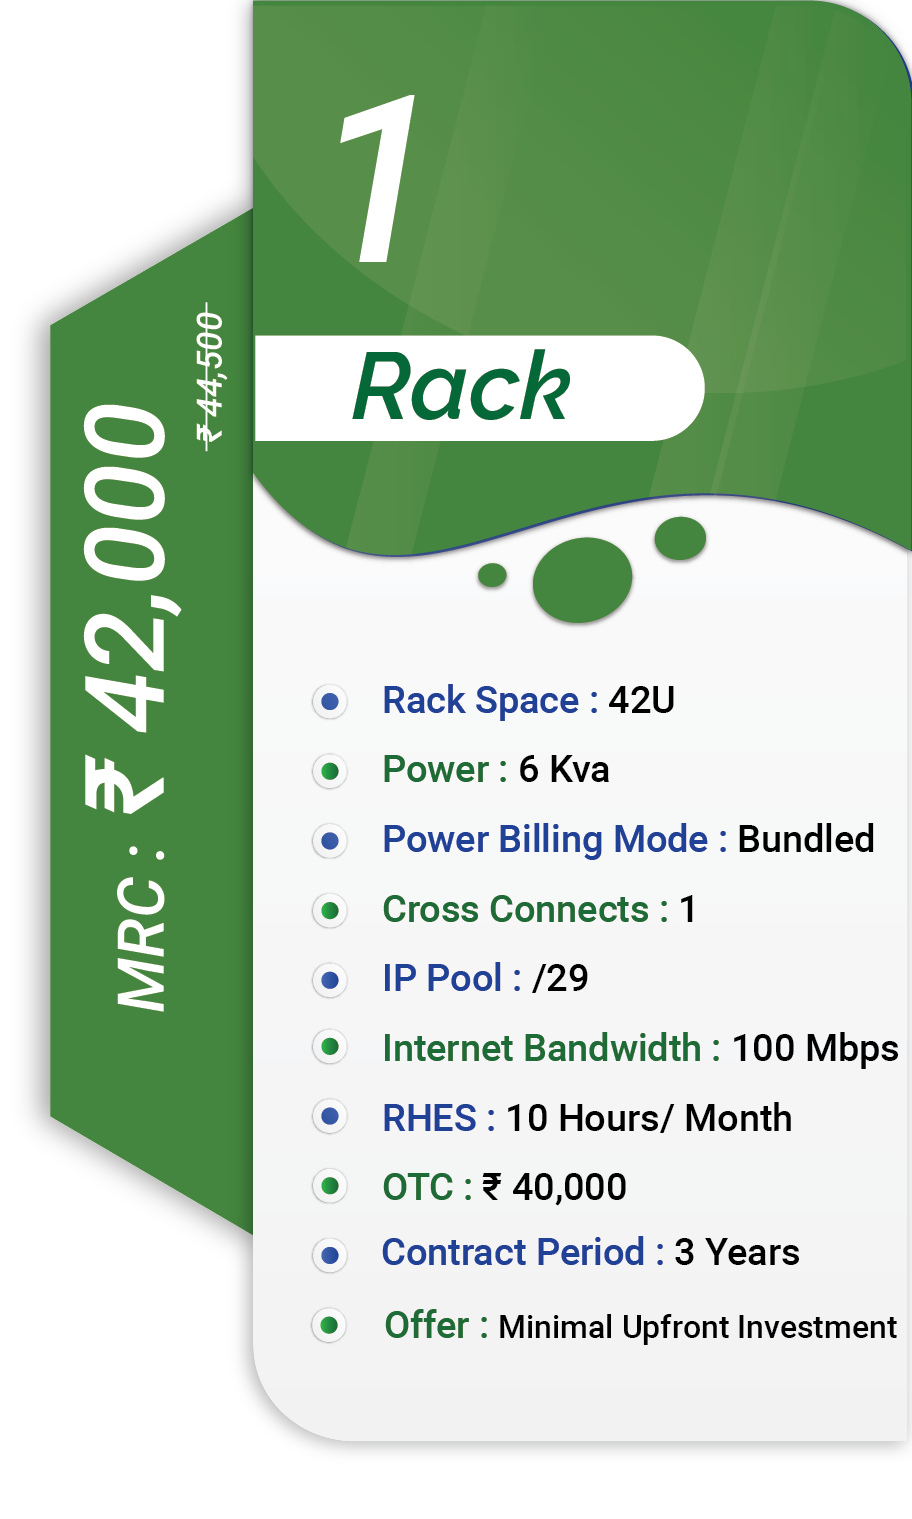 1
Rack
MRC : ₹ 42,000
₹ 44,500
Rack Space : 42U
Power : 6 Kva
Power Billing Mode : Bundled
Cross Connects : 1
IP Pool : /29
Internet Bandwidth : 100 Mbps
RHES : 10 Hours/ Month
OTC : ₹ 40,000
Contract Period : 3 Years
Offer : Minimal Upfront Investment